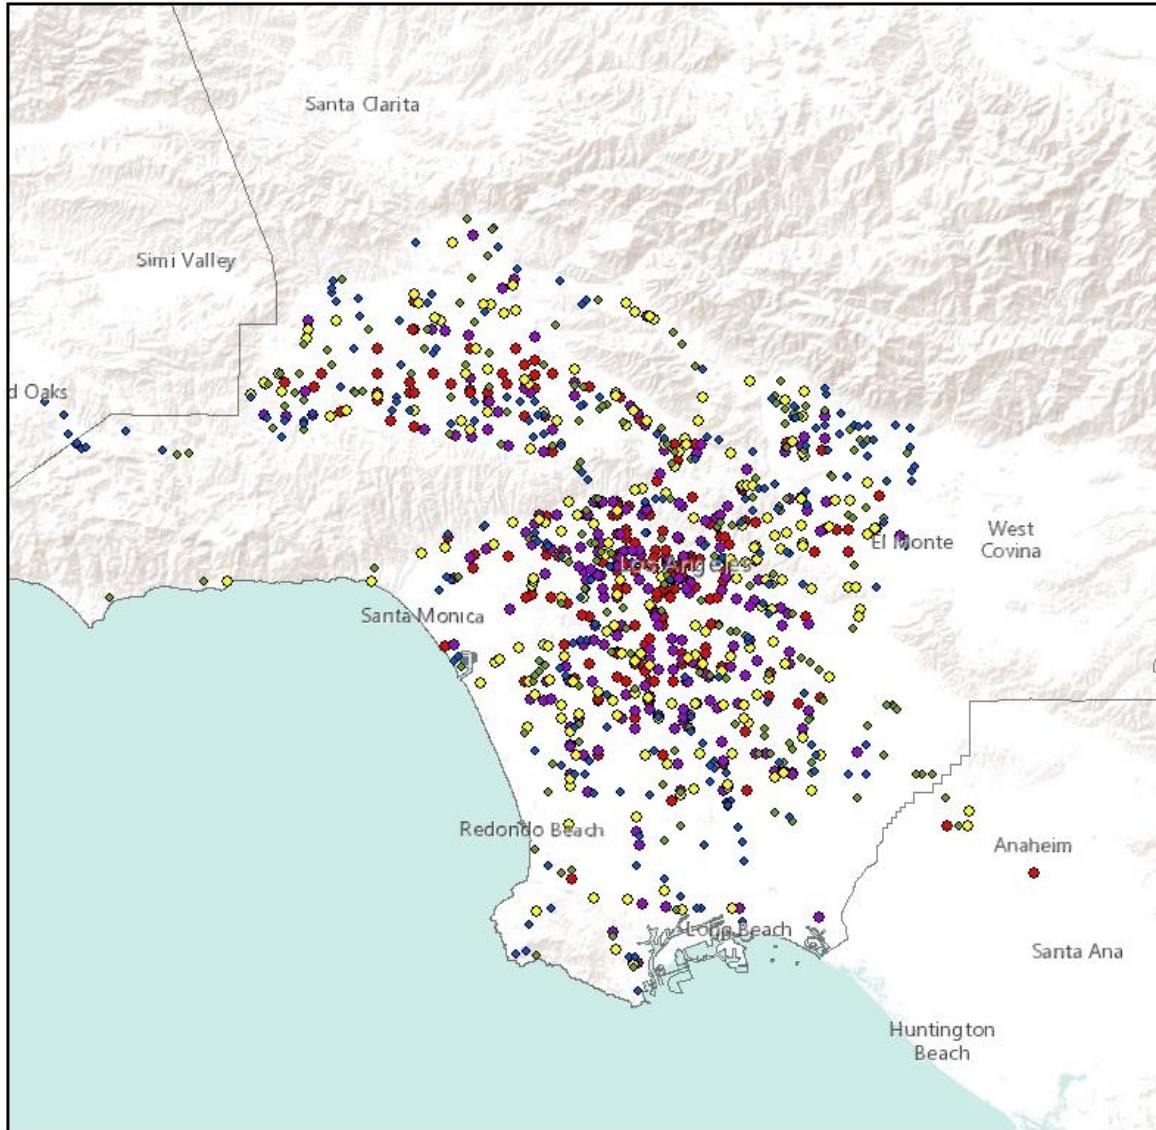 Santa Clarita
Simi Valley
d Oaks
West
Covina
El Monte
Los Angeles
Santa Monica
Redondo Beach
Anaheim
Long Beach
Santa Ana
Huntington
Beach